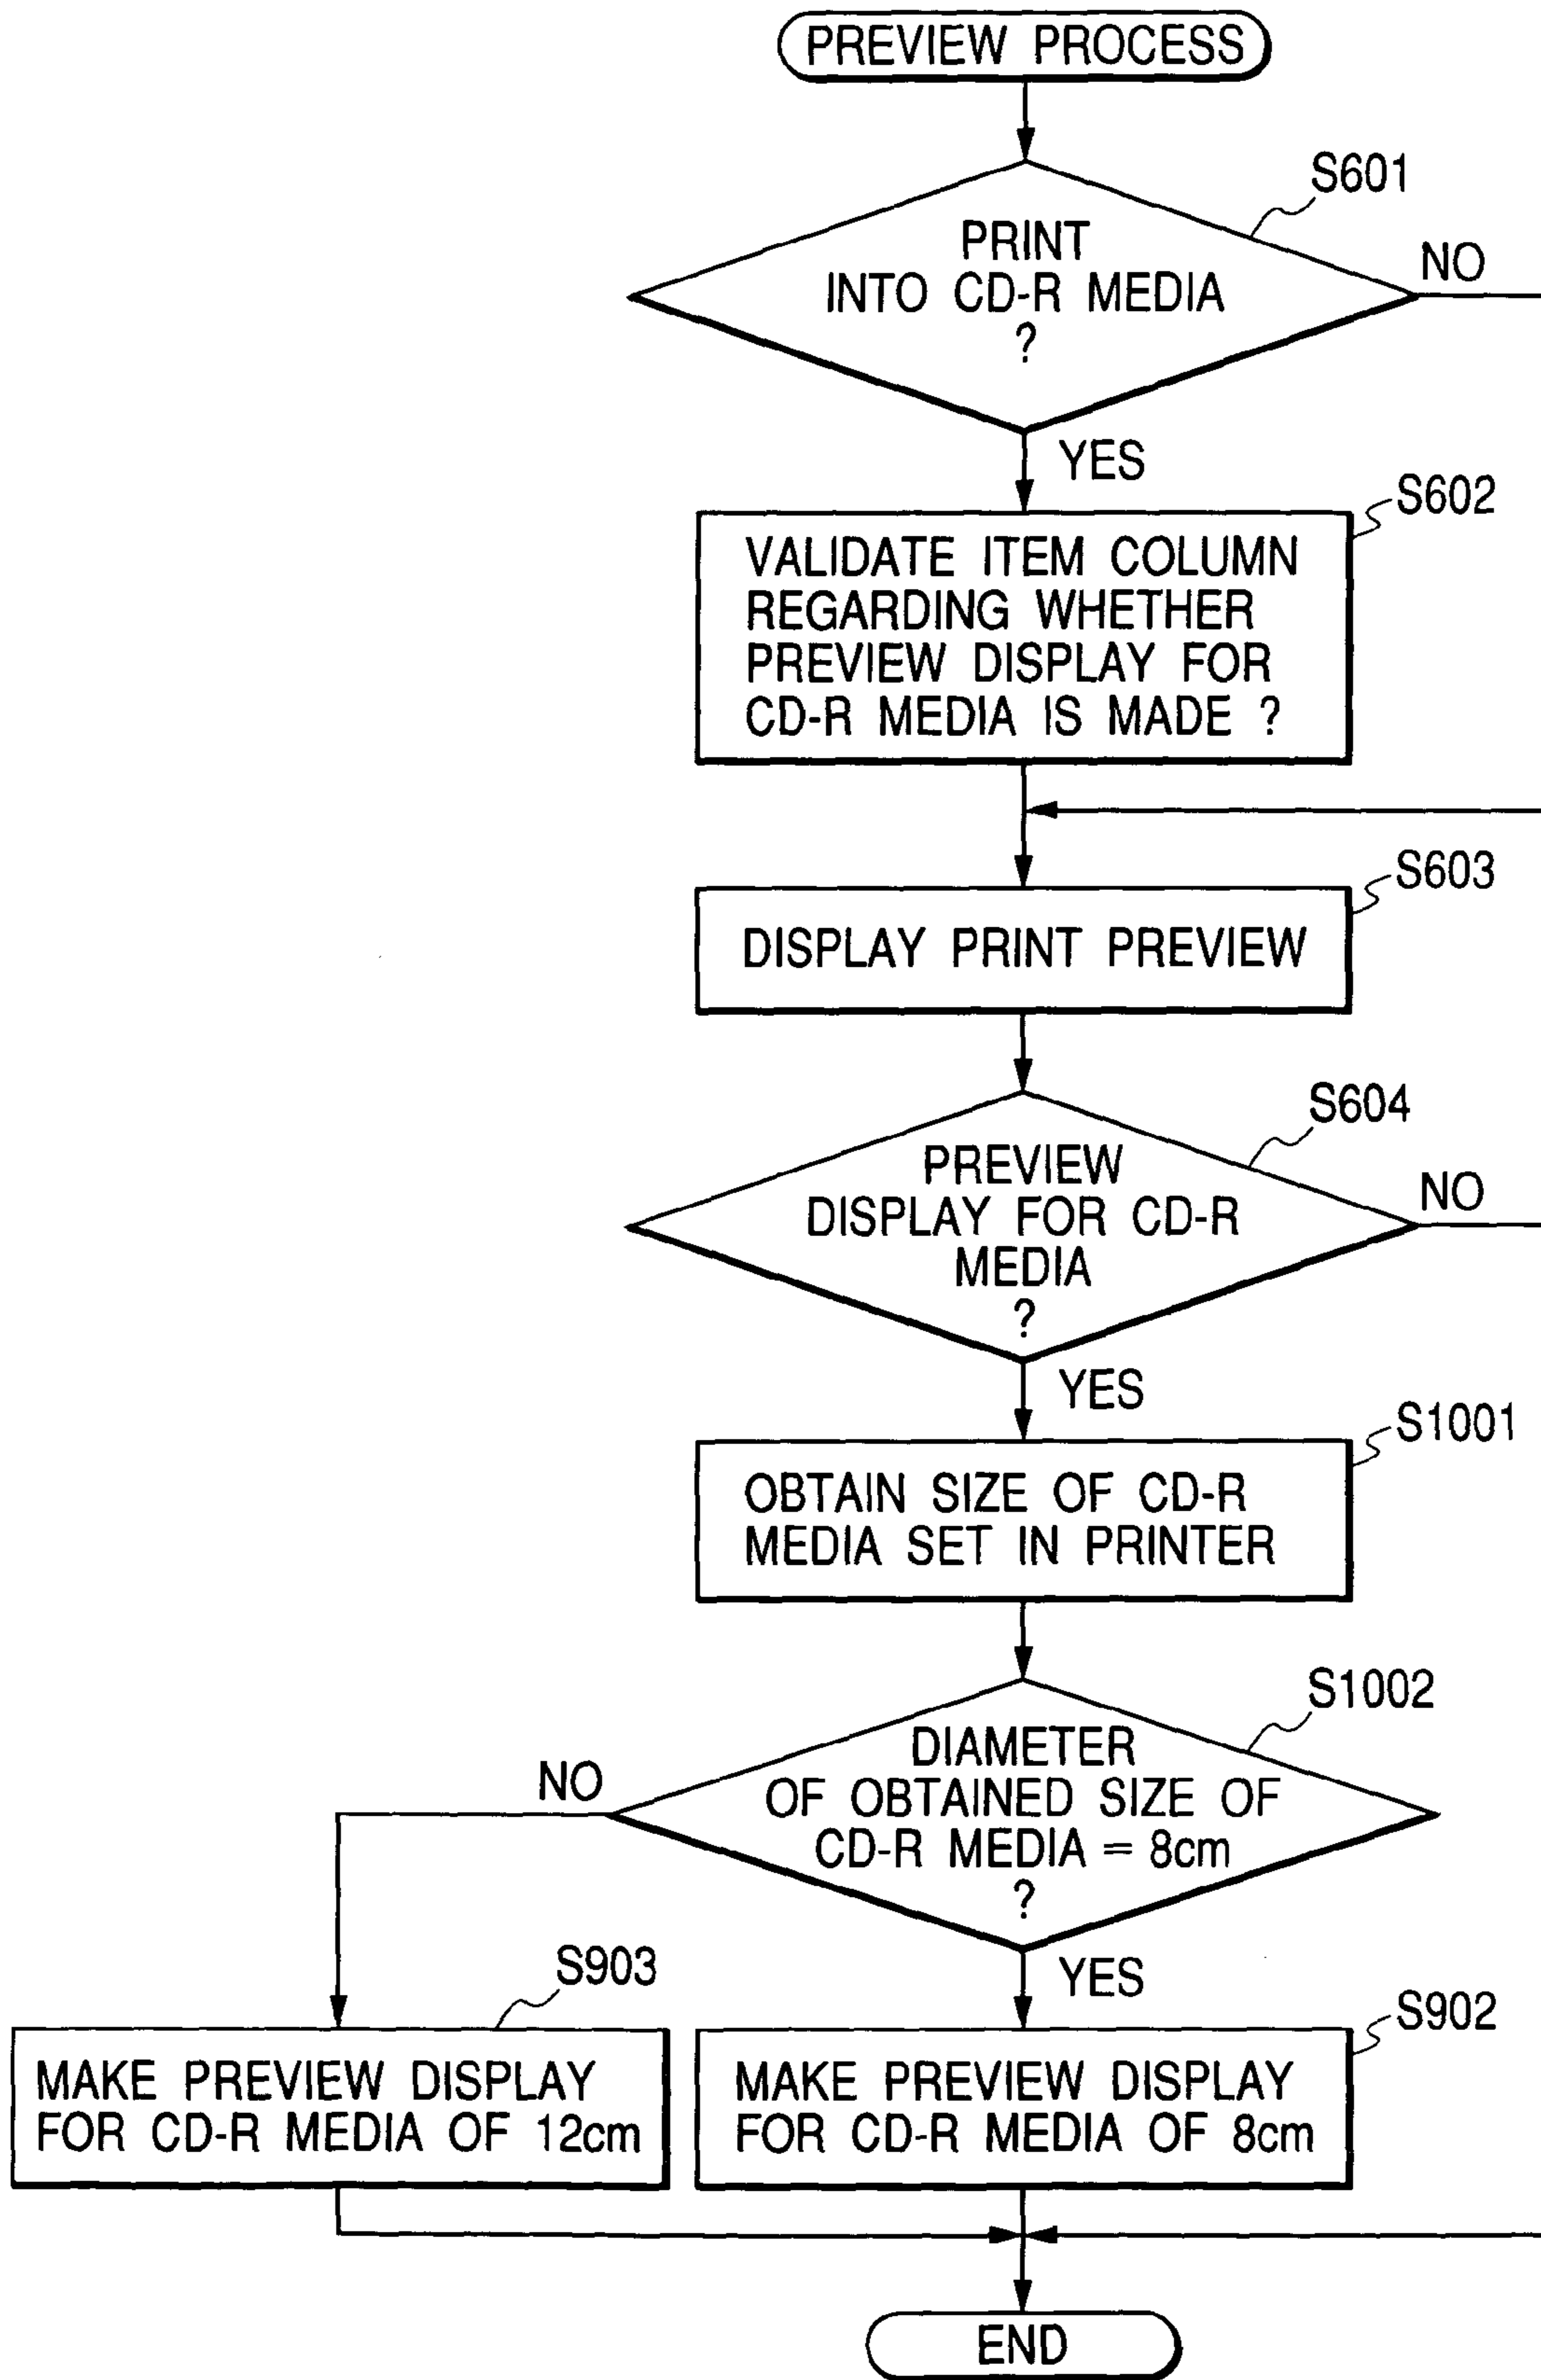 PREVIEW PROCESS
S601
PRINT
INTO CD-R MEDIA
?
NO
YES
S602
VALIDATE ITEM COLUMN
REGARDING WHETHER
PREVIEW DISPLAY FOR
CD-R MEDIA IS MADE ?
S603
DISPLAY PRINT PREVIEW
S604
PREVIEW
DISPLAY FOR CD-R
MEDIA
?
NO
YES
S1001
OBTAIN SIZE OF CD-R
MEDIA SET IN PRINTER
S1002
DIAMETER
OF OBTAINED SIZE OF
CD-R MEDIA = 8cm
?
NO
YES
S903
MAKE PREVIEW DISPLAY
FOR CD-R MEDIA OF 12cm
S902
MAKE PREVIEW DISPLAY
FOR CD-R MEDIA OF 8cm
END